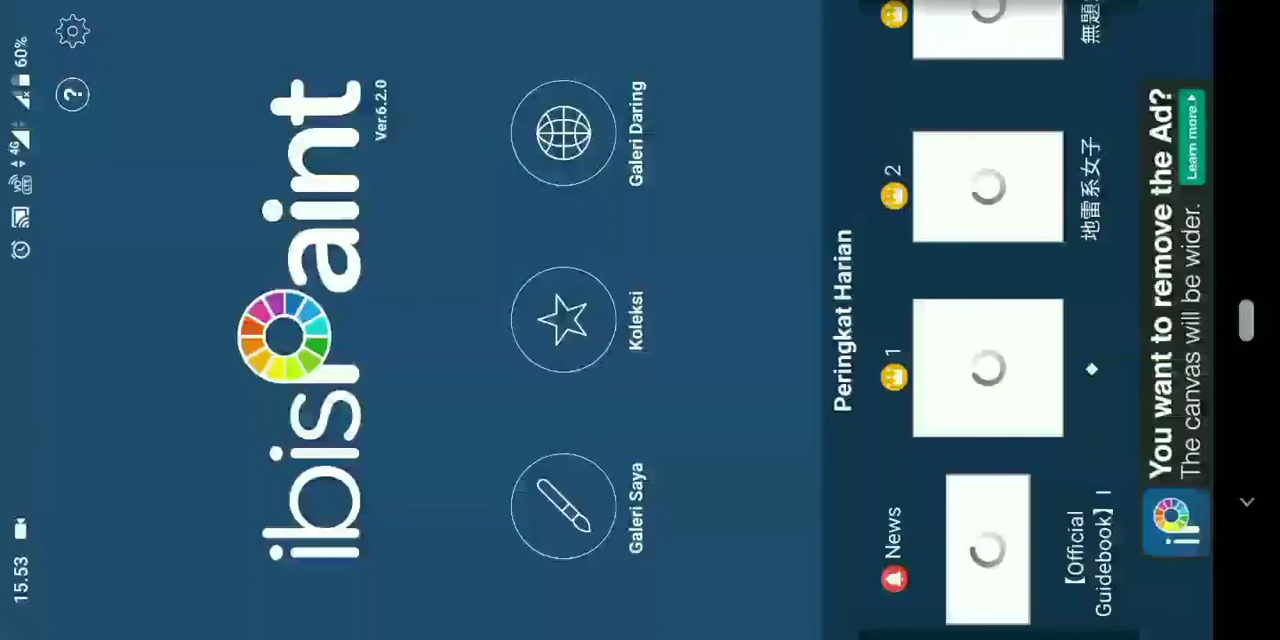 15.53
4G
60%
?
ibisPaint
Ver.6.2.0
Galeri Saya
Koleksi
Galeri Daring
Peringkat Harian
News
1
2
【Official
Guidebook】I
◆
地雷系女子
無題
You want to remove the Ad?
The canvas will be wider.
Learn more
iP